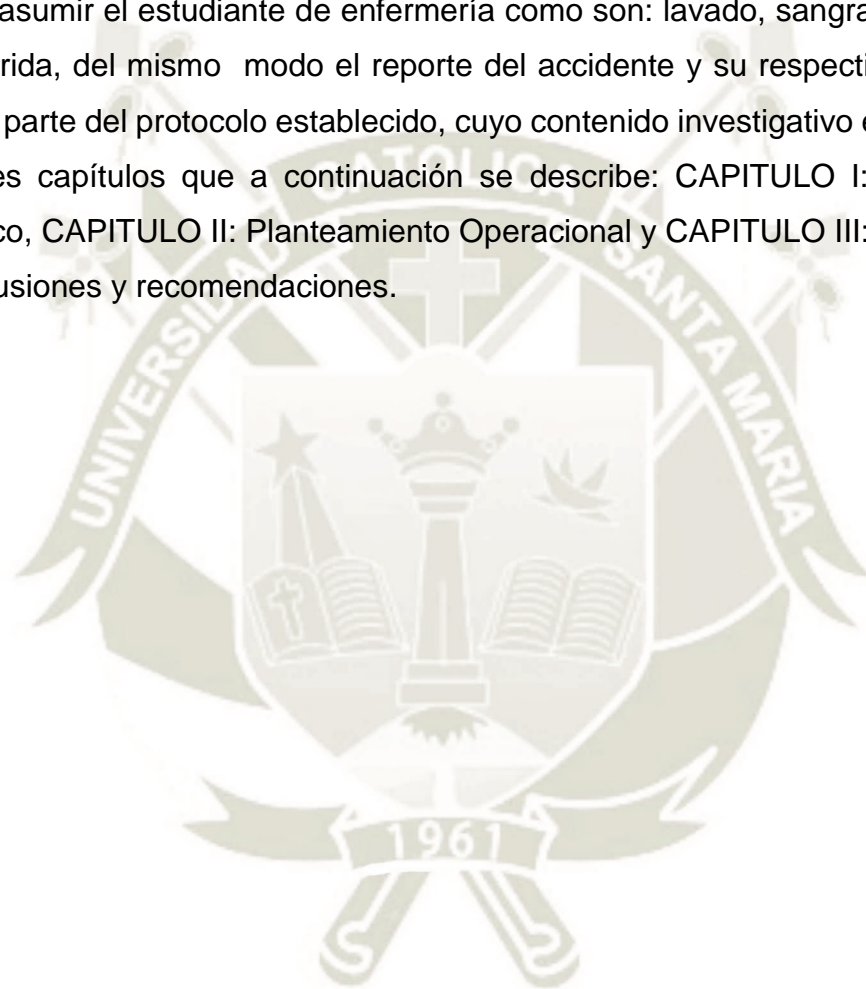 asumir el estudiante de enfermería como son: lavado, sangra
rida, del mismo modo el reporte del accidente y su respecti
parte del protocolo establecido, cuyo contenido investigativo e
es capítulos que a continuación se describe: CAPITULO I:
co, CAPITULO II: Planteamiento Operacional y CAPITULO III:
usiones y recomendaciones.
UNIVERSIDAD CATOLICA SANTA MARIA
1961